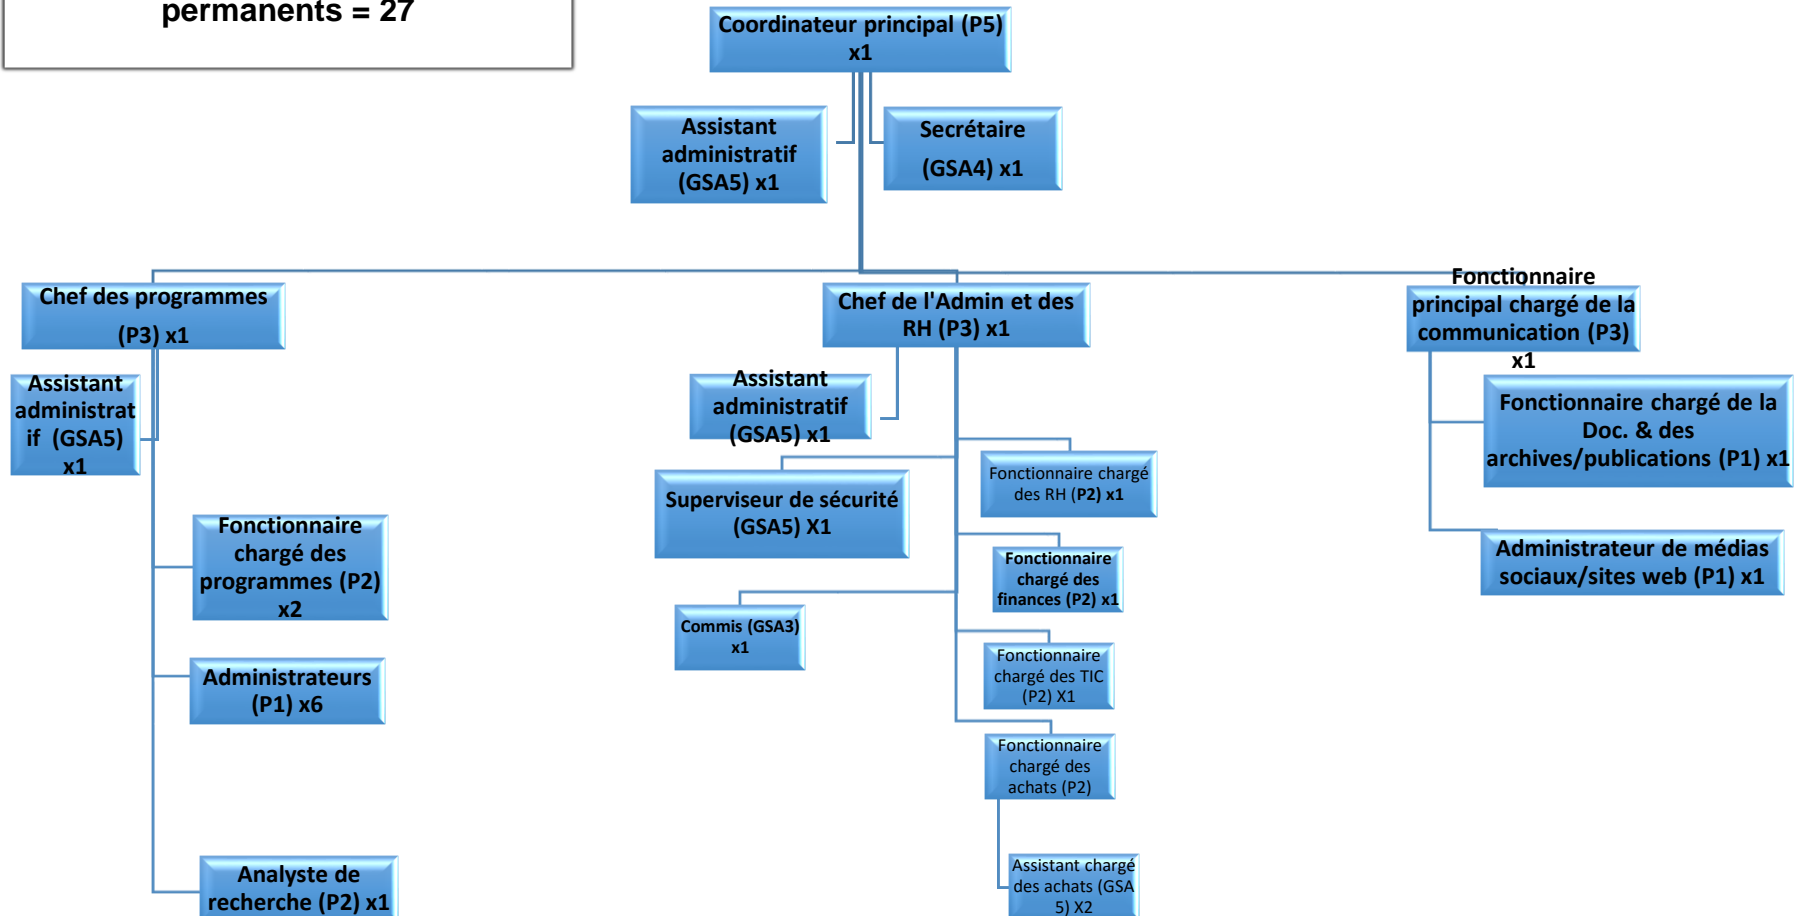 permanents = 27
Coordinateur principal (P5)
x1
Assistant
administratif
(GSA5) x1
Secrétaire
(GSA4) x1
Chef des programmes
(P3) x1
Assistant
administrat
if (GSA5)
x1
Fonctionnaire
chargé des
programmes (P2)
x2
Administrateurs
(P1) x6
Analyste de
recherche (P2) x1
Chef de l'Admin et des
RH (P3) x1
Assistant
administratif
(GSA5) x1
Superviseur de sécurité
(GSA5) X1
Commis (GSA3)
x1
Fonctionnaire chargé
des RH (P2) x1
Fonctionnaire
chargé des
finances (P2) x1
Fonctionnaire
chargé des TIC
(P2) X1
Fonctionnaire
chargé des
achats (P2)
Assistant chargé
des achats (GSA
5) X2
Fonctionnaire
principal chargé de la
communication (P3)
x1
Fonctionnaire chargé de la
Doc. & des
archives/publications (P1) x1
Administrateur de médias
sociaux/sites web (P1) x1